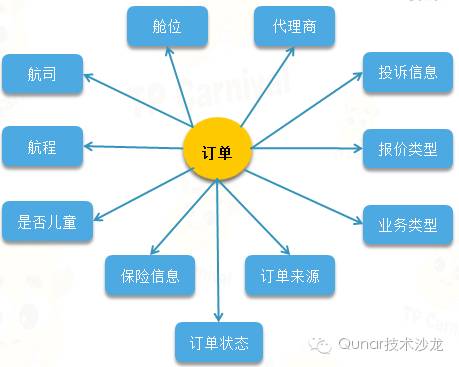 舱位
代理商
航司
投诉信息
航程
订单
报价类型
是否儿童
业务类型
保险信息
订单来源
订单状态
Qunar技术沙龙
TP Carnival